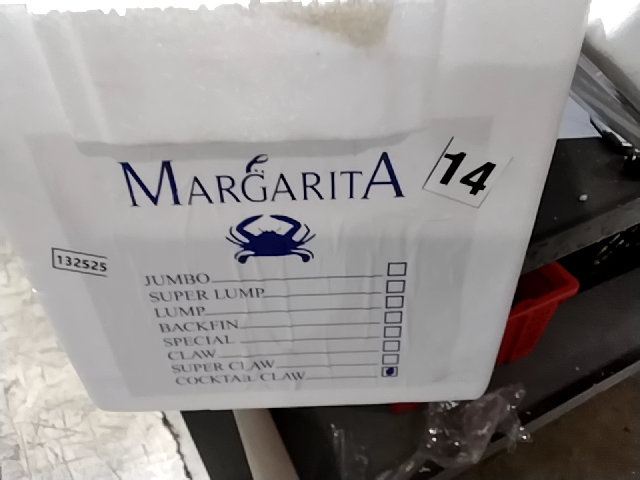 MARGARITA
14
132525
JUMBO
SUPER LUMP
LUMP
BACKFIN
SPECIAL
CLAW
SUPER CLAW
COCKTAIL CLAW